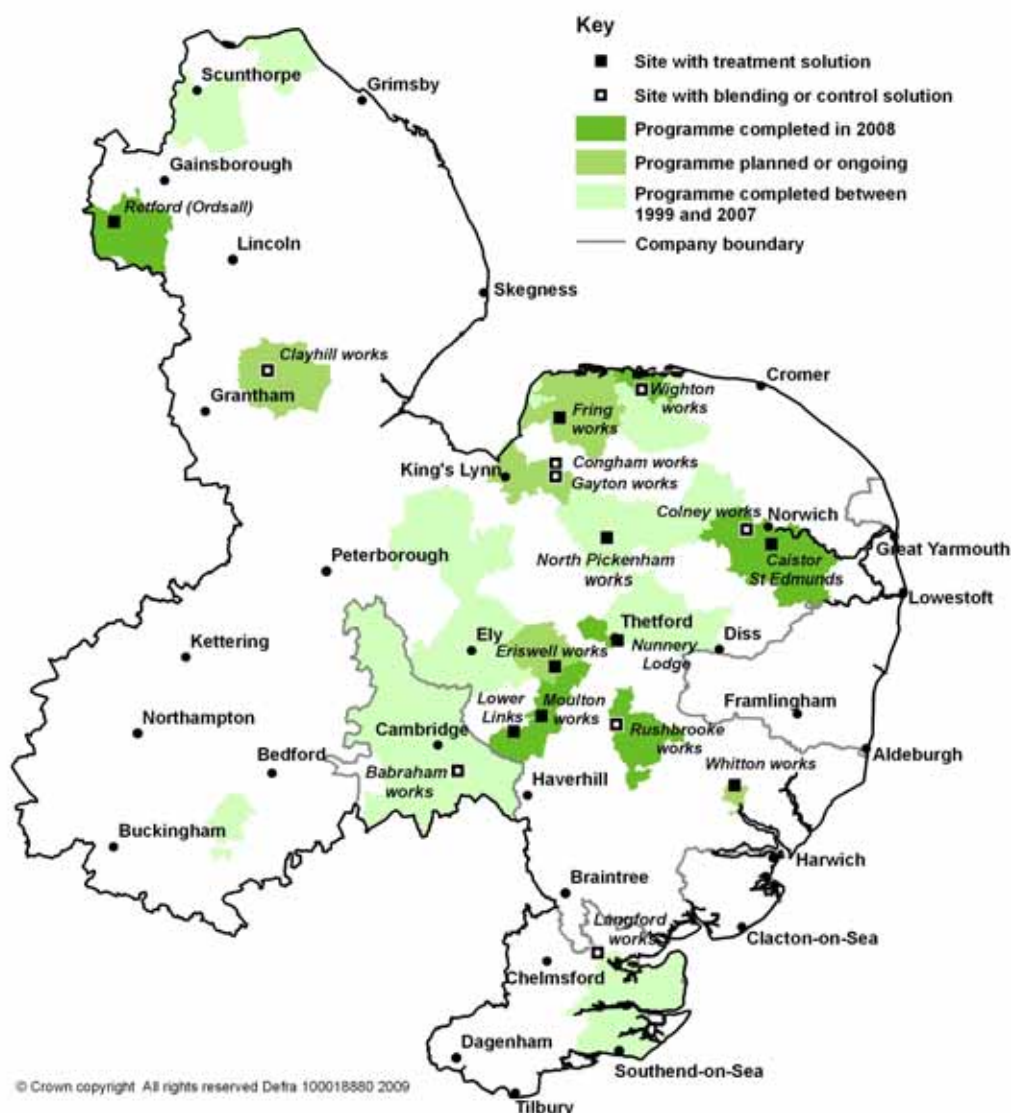 Key
Site with treatment solution
Site with blending or control solution
Programme completed in 2008
Programme planned or ongoing
Programme completed between
1999 and 2007
Company boundary
Scunthorpe
Grimsby
Gainsborough
Retford (Ordsall)
Lincoln
Skegness
Clayhill works
Grantham
Cromer
Wighton
works
Fring
works
King's Lynn
Congham works
Gayton works
Colney works
Norwich
Peterborough
North Pickenham
works
Caistor
St Edmunds
Great Yarmouth
Lowestoft
Kettering
Ely
Eriswell works
Thetford
Nunnery
Lodge
Diss
Northampton
Lower
Links
Moulton
works
Framlingham
Cambridge
Rushbrooke
works
Aldeburgh
Bedford
Babraham
works
Haverhill
Whitton works
Buckingham
Harwich
Braintree
Langford
works
Clacton-on-Sea
Chelmsford
Dagenham
Southend-on-Sea
Tilbury
© Crown copyright All rights reserved Defra 100018880 2009